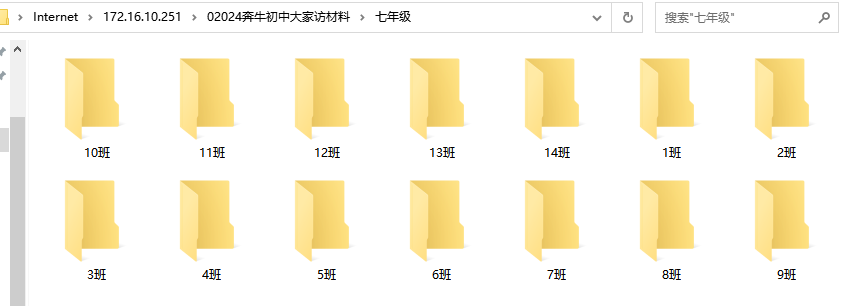 Internet > 172.16.10.251 > 02024奔牛初中大家访材料 > 七年级
搜索"七年级"
10班 11班 12班 13班 14班 1班 2班
3班 4班 5班 6班 7班 8班 9班